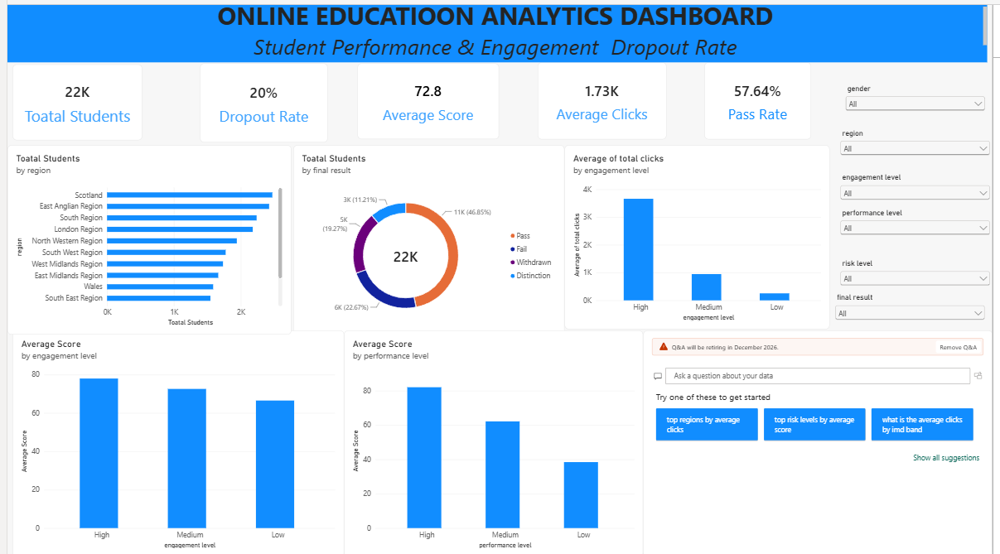 ONLINE EDUCATIOON ANALYTICS DASHBOARD
Student Performance & Engagement Dropout Rate
22K
Toatal Students
20%
Dropout Rate
72.8
Average Score
1.73K
Average Clicks
57.64%
Pass Rate
gender
All
region
All
engagement level
All
performance level
All
risk level
All
final result
All
Toatal Students
by region
region
Scotland
East Anglian Region
South Region
London Region
North Western Region
South West Region
West Midlands Region
East Midlands Region
Wales
South East Region
0K 1K 2K
Toatal Students
Toatal Students
by final result
3K (11.21%)
11K (46.85%)
5K
(19.27%)
22K
6K (22.67%)
Pass
Fail
Withdrawn
Distinction
Average of total clicks
by engagement level
Average of total clicks
4K
3K
2K
1K
0K
High Medium Low
engagement level
Average Score
by engagement level
Average Score
80
60
40
20
0
High Medium Low
engagement level
Average Score
by performance level
Average Score
80
60
40
20
0
High Medium Low
performance level
Q&A will be retiring in December 2026. Remove Q&A
Ask a question about your data
Try one of these to get started
top regions by average
clicks
top risk levels by average
score
what is the average clicks
by imd band
Show all suggestions